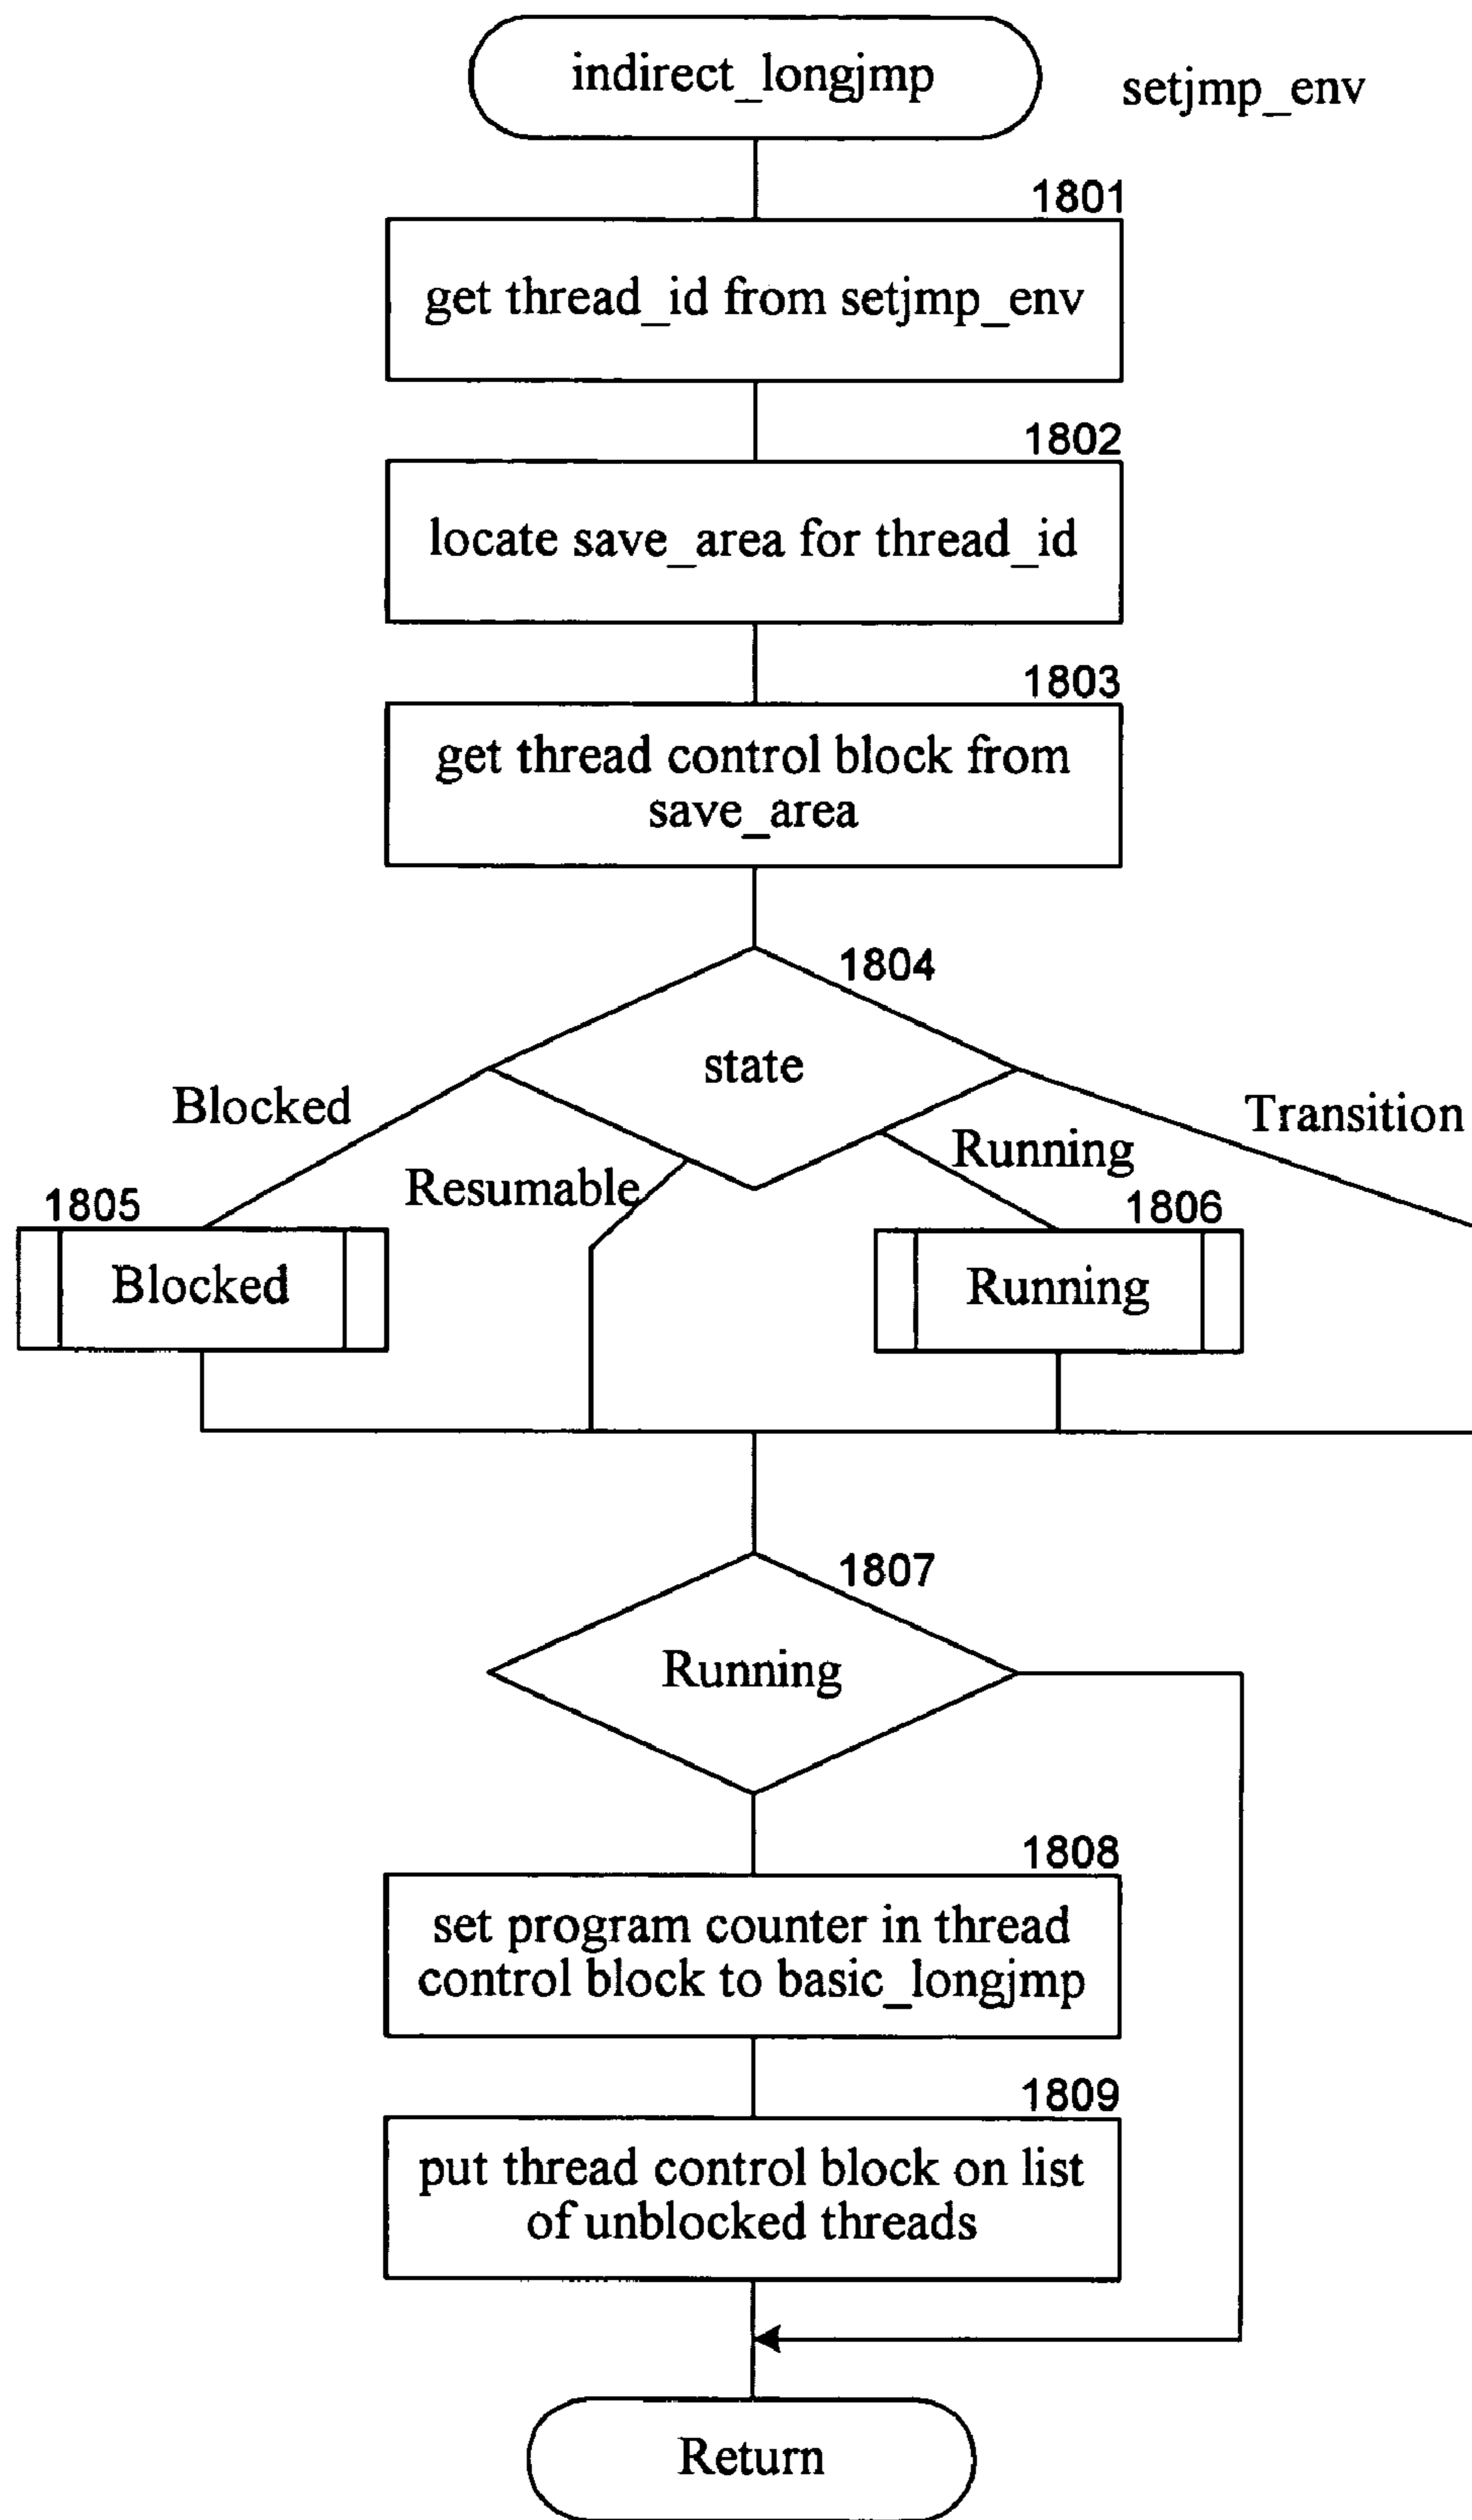 indirect_longjmp
setjmp_env
1801
get thread_id from setjmp_env
1802
locate save_area for thread_id
1803
get thread control block from
save_area
1804
state
Blocked
Resumable
Running
Transition
1805
Blocked
1806
Running
1807
Running
1808
set program counter in thread
control block to basic_longjmp
1809
put thread control block on list
of unblocked threads
Return